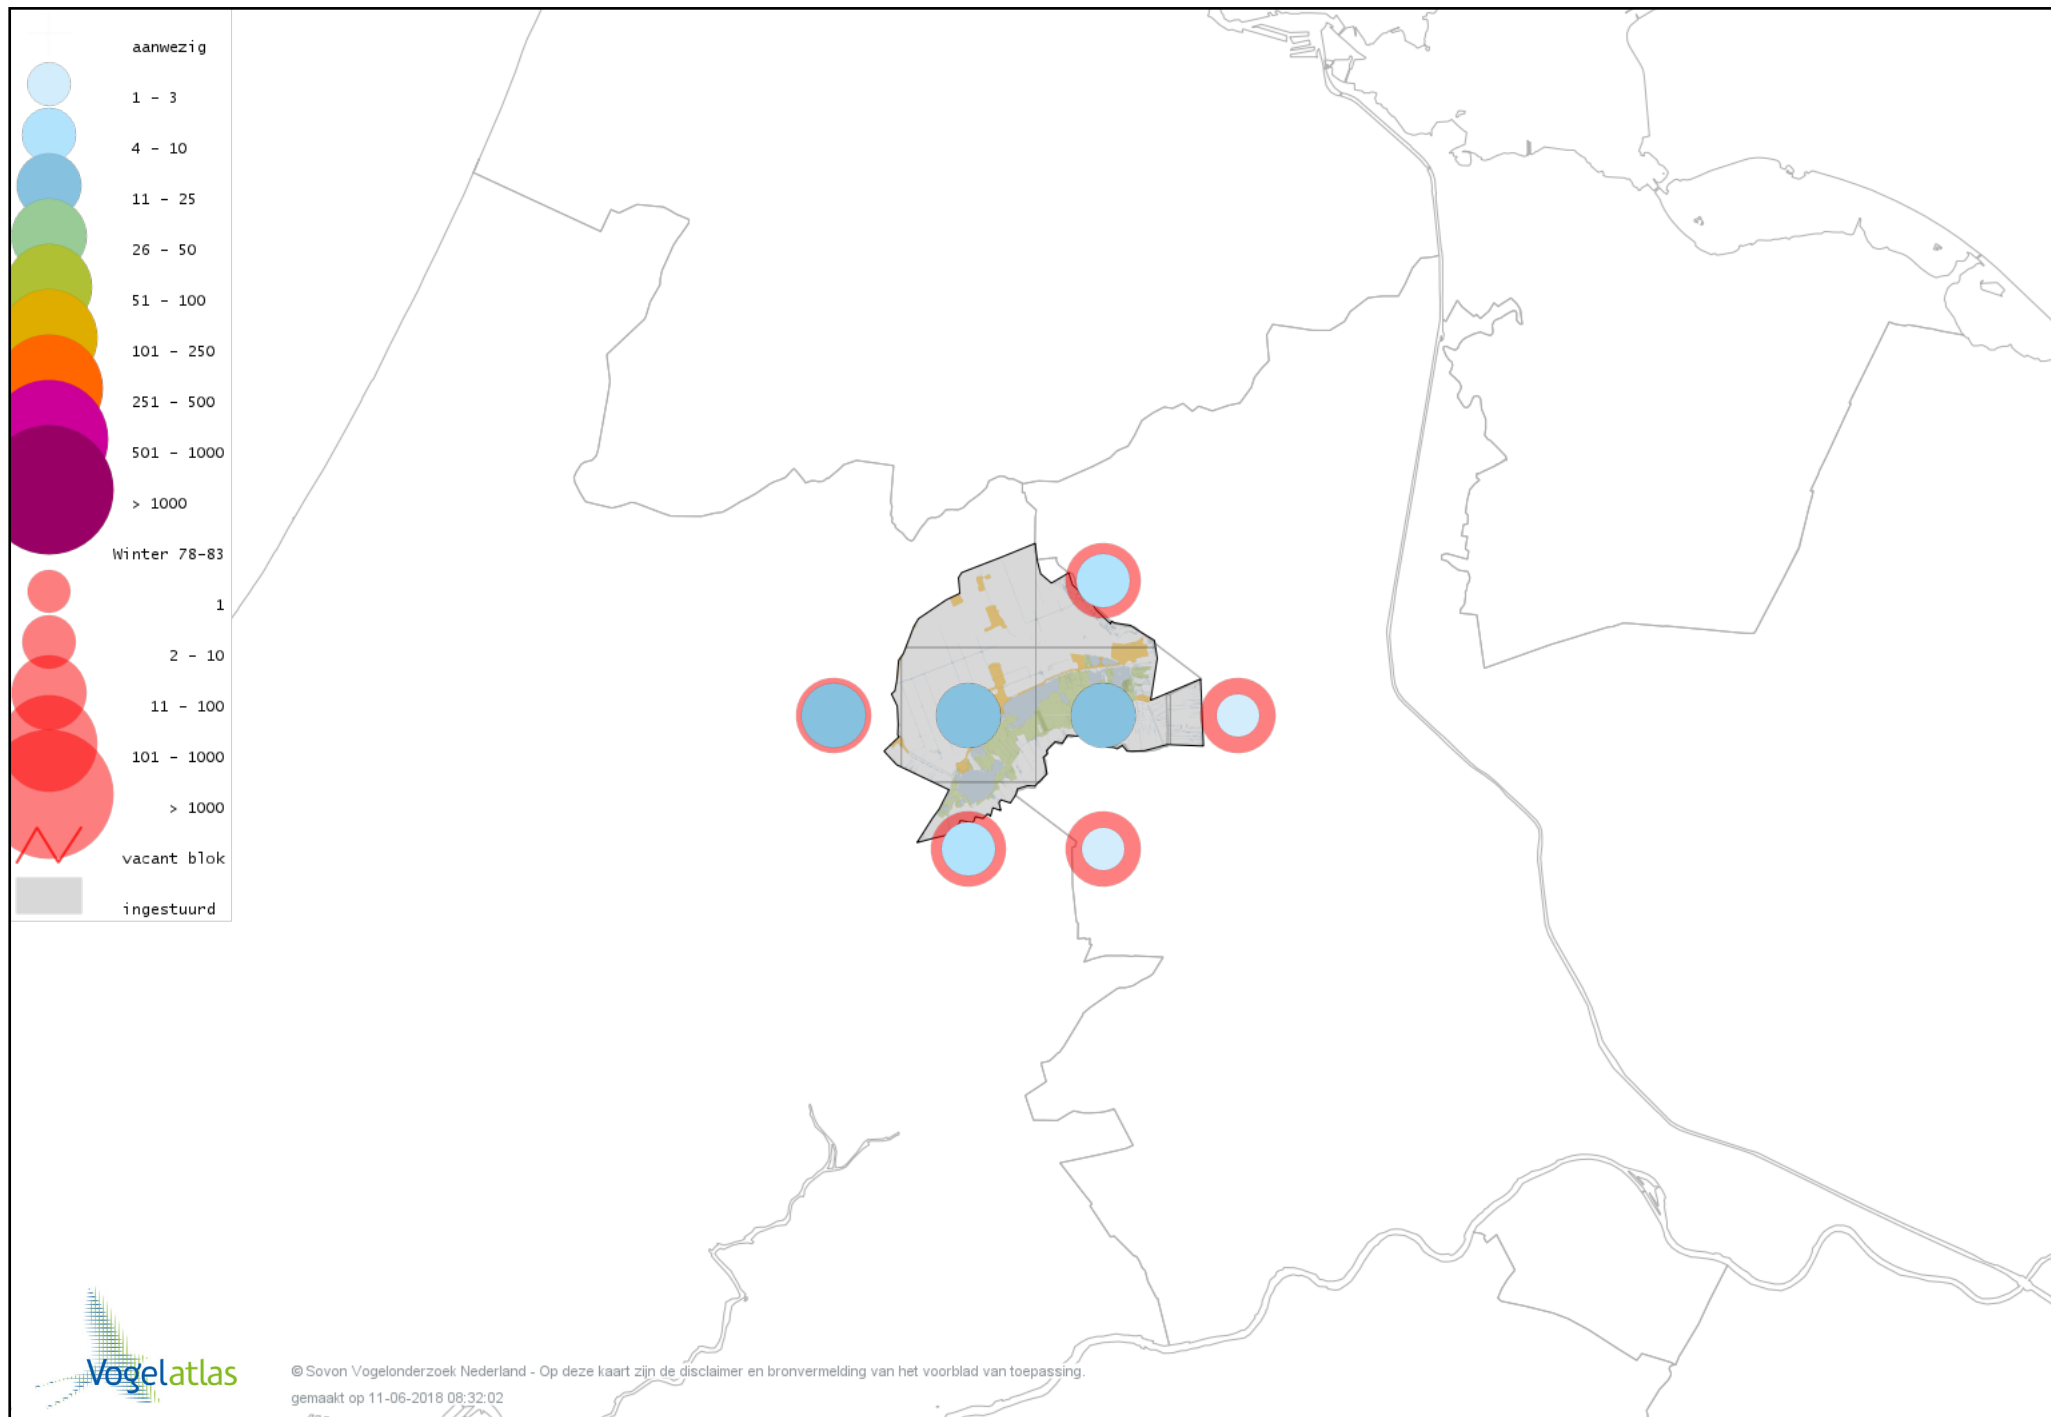 aanwezig
1 - 3
4 - 10
11 - 25
26 - 50
51 - 100
101 - 250
251 - 500
501 - 1000
> 1000
Winter 78-83
1
2 - 10
11 - 100
101 - 1000
> 1000
vacant blok
ingestuurd
Vogelatlas
© Sovon Vogelonderzoek Nederland - Op deze kaart zijn de disclaimer en bronvermelding van het voorblad van toepassing.
gemaakt op 11-06-2018 08:32:02